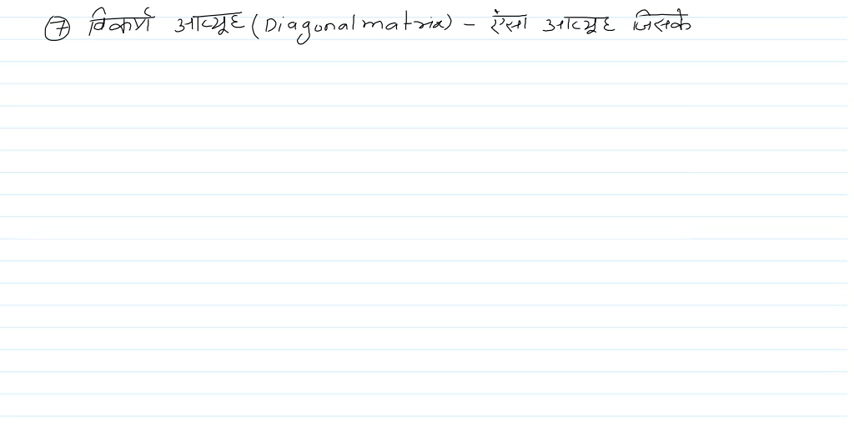 ⑦ विकर्ण आव्यूह (Diagonal matrix) - ऐसा आव्यूह जिसके